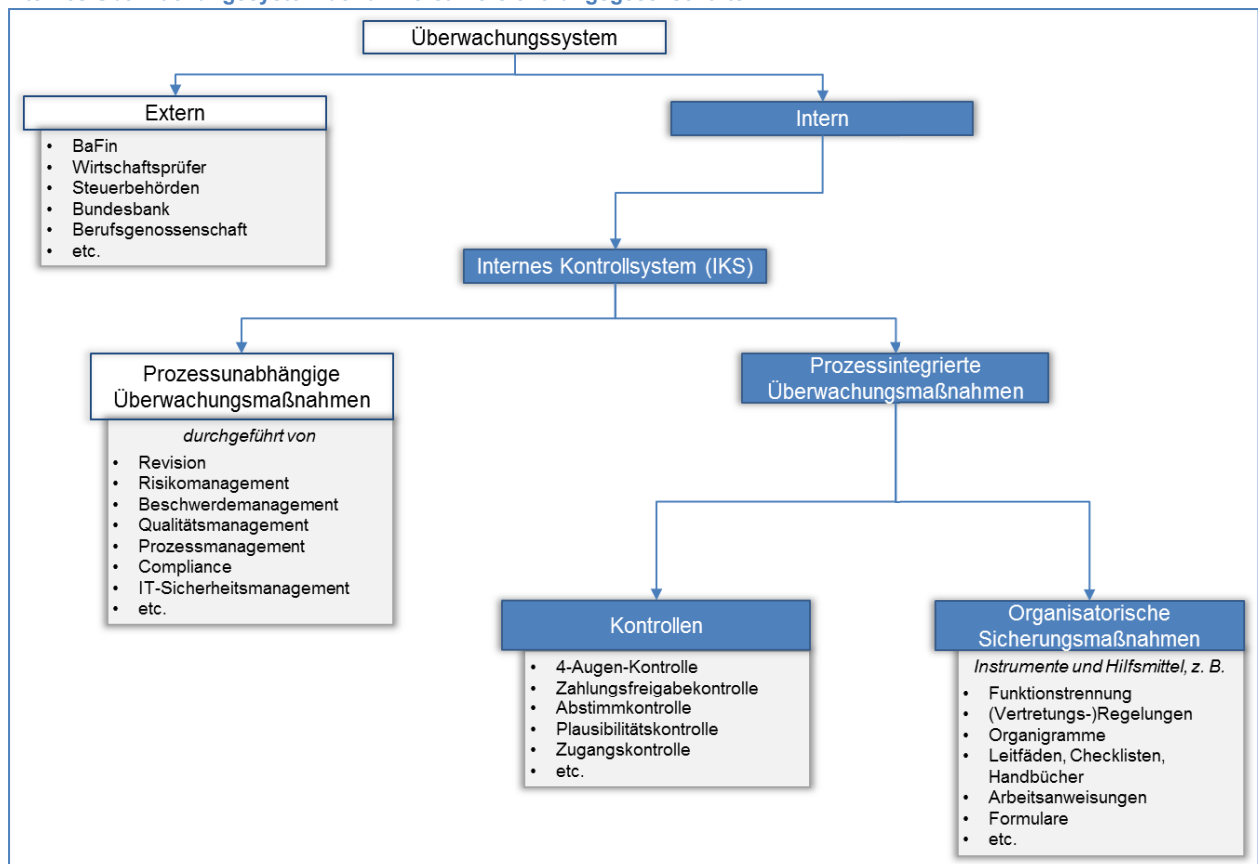 Überwachungssystem
Extern
• BaFin
• Wirtschaftsprüfer
• Steuerbehörden
• Bundesbank
• Berufsgenossenschaft
• etc.
Intern
Internes Kontrollsystem (IKS)
Prozessunabhängige
Überwachungsmaßnahmen
durchgeführt von
• Revision
• Risikomanagement
• Beschwerdemanagement
• Qualitätsmanagement
• Prozessmanagement
• Compliance
• IT-Sicherheitsmanagement
• etc.
Prozessintegrierte
Überwachungsmaßnahmen
Kontrollen
• 4-Augen-Kontrolle
• Zahlungsfreigabekontrolle
• Abstimmkontrolle
• Plausibilitätskontrolle
• Zugangskontrolle
• etc.
Organisatorische
Sicherungsmaßnahmen
Instrumente und Hilfsmittel, z. B.
• Funktionstrennung
• (Vertretungs-)Regelungen
• Organigramme
• Leitfäden, Checklisten,
Handbücher
• Arbeitsanweisungen
• Formulare
• etc.